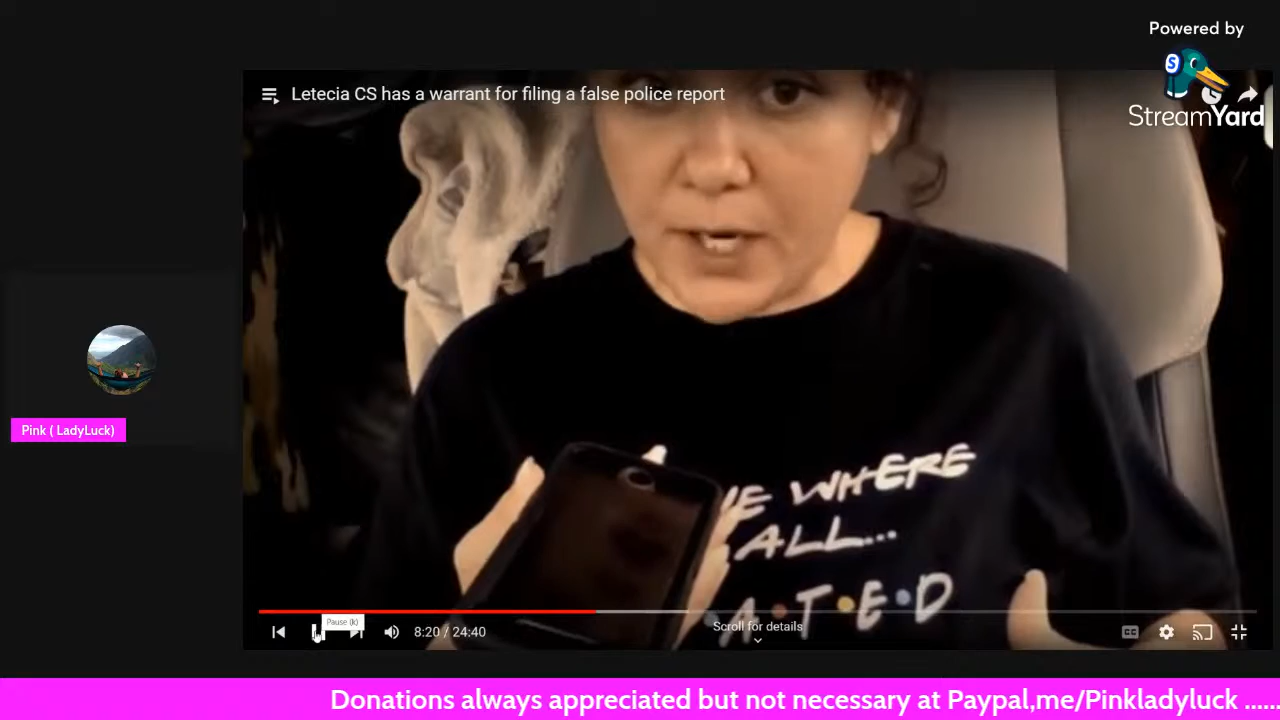 Powered by
StreamYard
Letecia CS has a warrant for filing a false police report
Pink ( LadyLuck)
WHERE
ALL...
T•E•D
Pause (k)
8:20 / 24:40
Scroll for details
CC
Donations always appreciated but not necessary at Paypal,me/Pinkladyluck ......